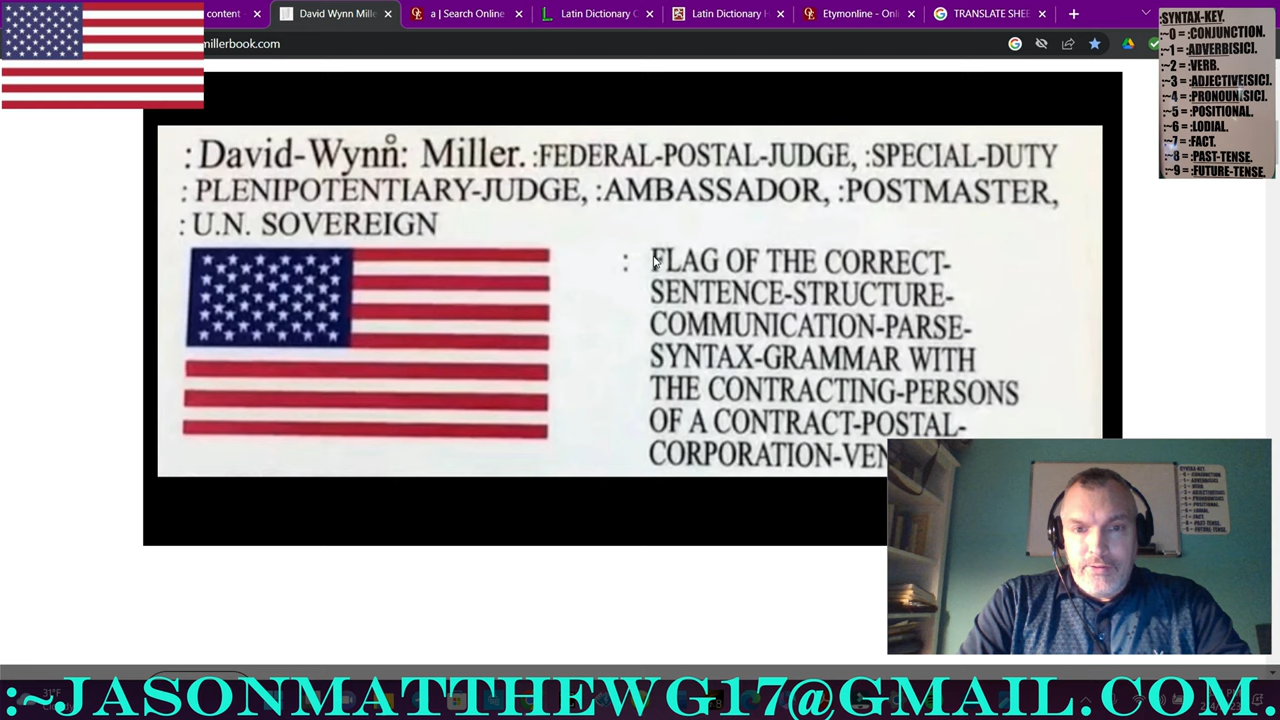 content
David Wynn Mille
a | Search Online
Latin Dictionary
Latin Dictionary
Etymonline - Onl
TRANSLATE SHEE
millerbook.com
:SYNTAX-KEY.
:~0 = :CONJUNCTION.
:~1 = :ADVERB[SIC].
:~2 = :VERB.
:~3 = :ADJECTIVE[SIC].
:~4 = :PRONOUN[SIC].
:~5 = :POSITIONAL.
:~6 = :LODIAL.
:~7 = :FACT.
:~8 = :PAST-TENSE.
:~9 = :FUTURE-TENSE.
:David-Wynn: Miller. :FEDERAL-POSTAL-JUDGE, :SPECIAL-DUTY
:PLENIPOTENTIARY-JUDGE, :AMBASSADOR, :POSTMASTER,
:U.N. SOVEREIGN
: FLAG OF THE CORRECT-
SENTENCE-STRUCTURE-
COMMUNICATION-PARSE-
SYNTAX-GRAMMAR WITH
THE CONTRACTING-PERSONS
OF A CONTRACT-POSTAL-
CORPORATION-VEN
:~JASONMATTHEWG17@GMAIL.COM.